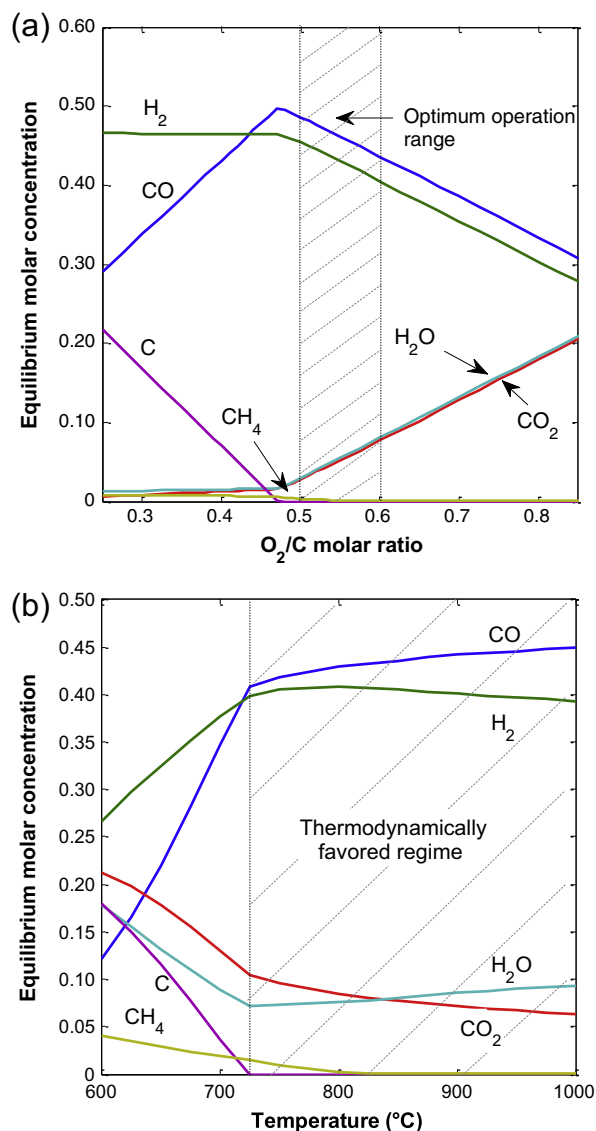 (a)
0.60
0.50
0.40
0.30
0.20
0.10
0
Equilibrium molar concentration
H2
CO
C
CH4
Optimum operation
range
H2O
CO2
0.3
0.4
0.5
0.6
0.7
0.8
O2/C molar ratio
(b)
0.50
0.45
0.40
0.35
0.30
0.25
0.20
0.15
0.10
0.05
0
Equilibrium molar concentration
CO
H2
Thermodynamically
favored regime
C
CH4
H2O
CO2
600
700
800
900
1000
Temperature (°C)